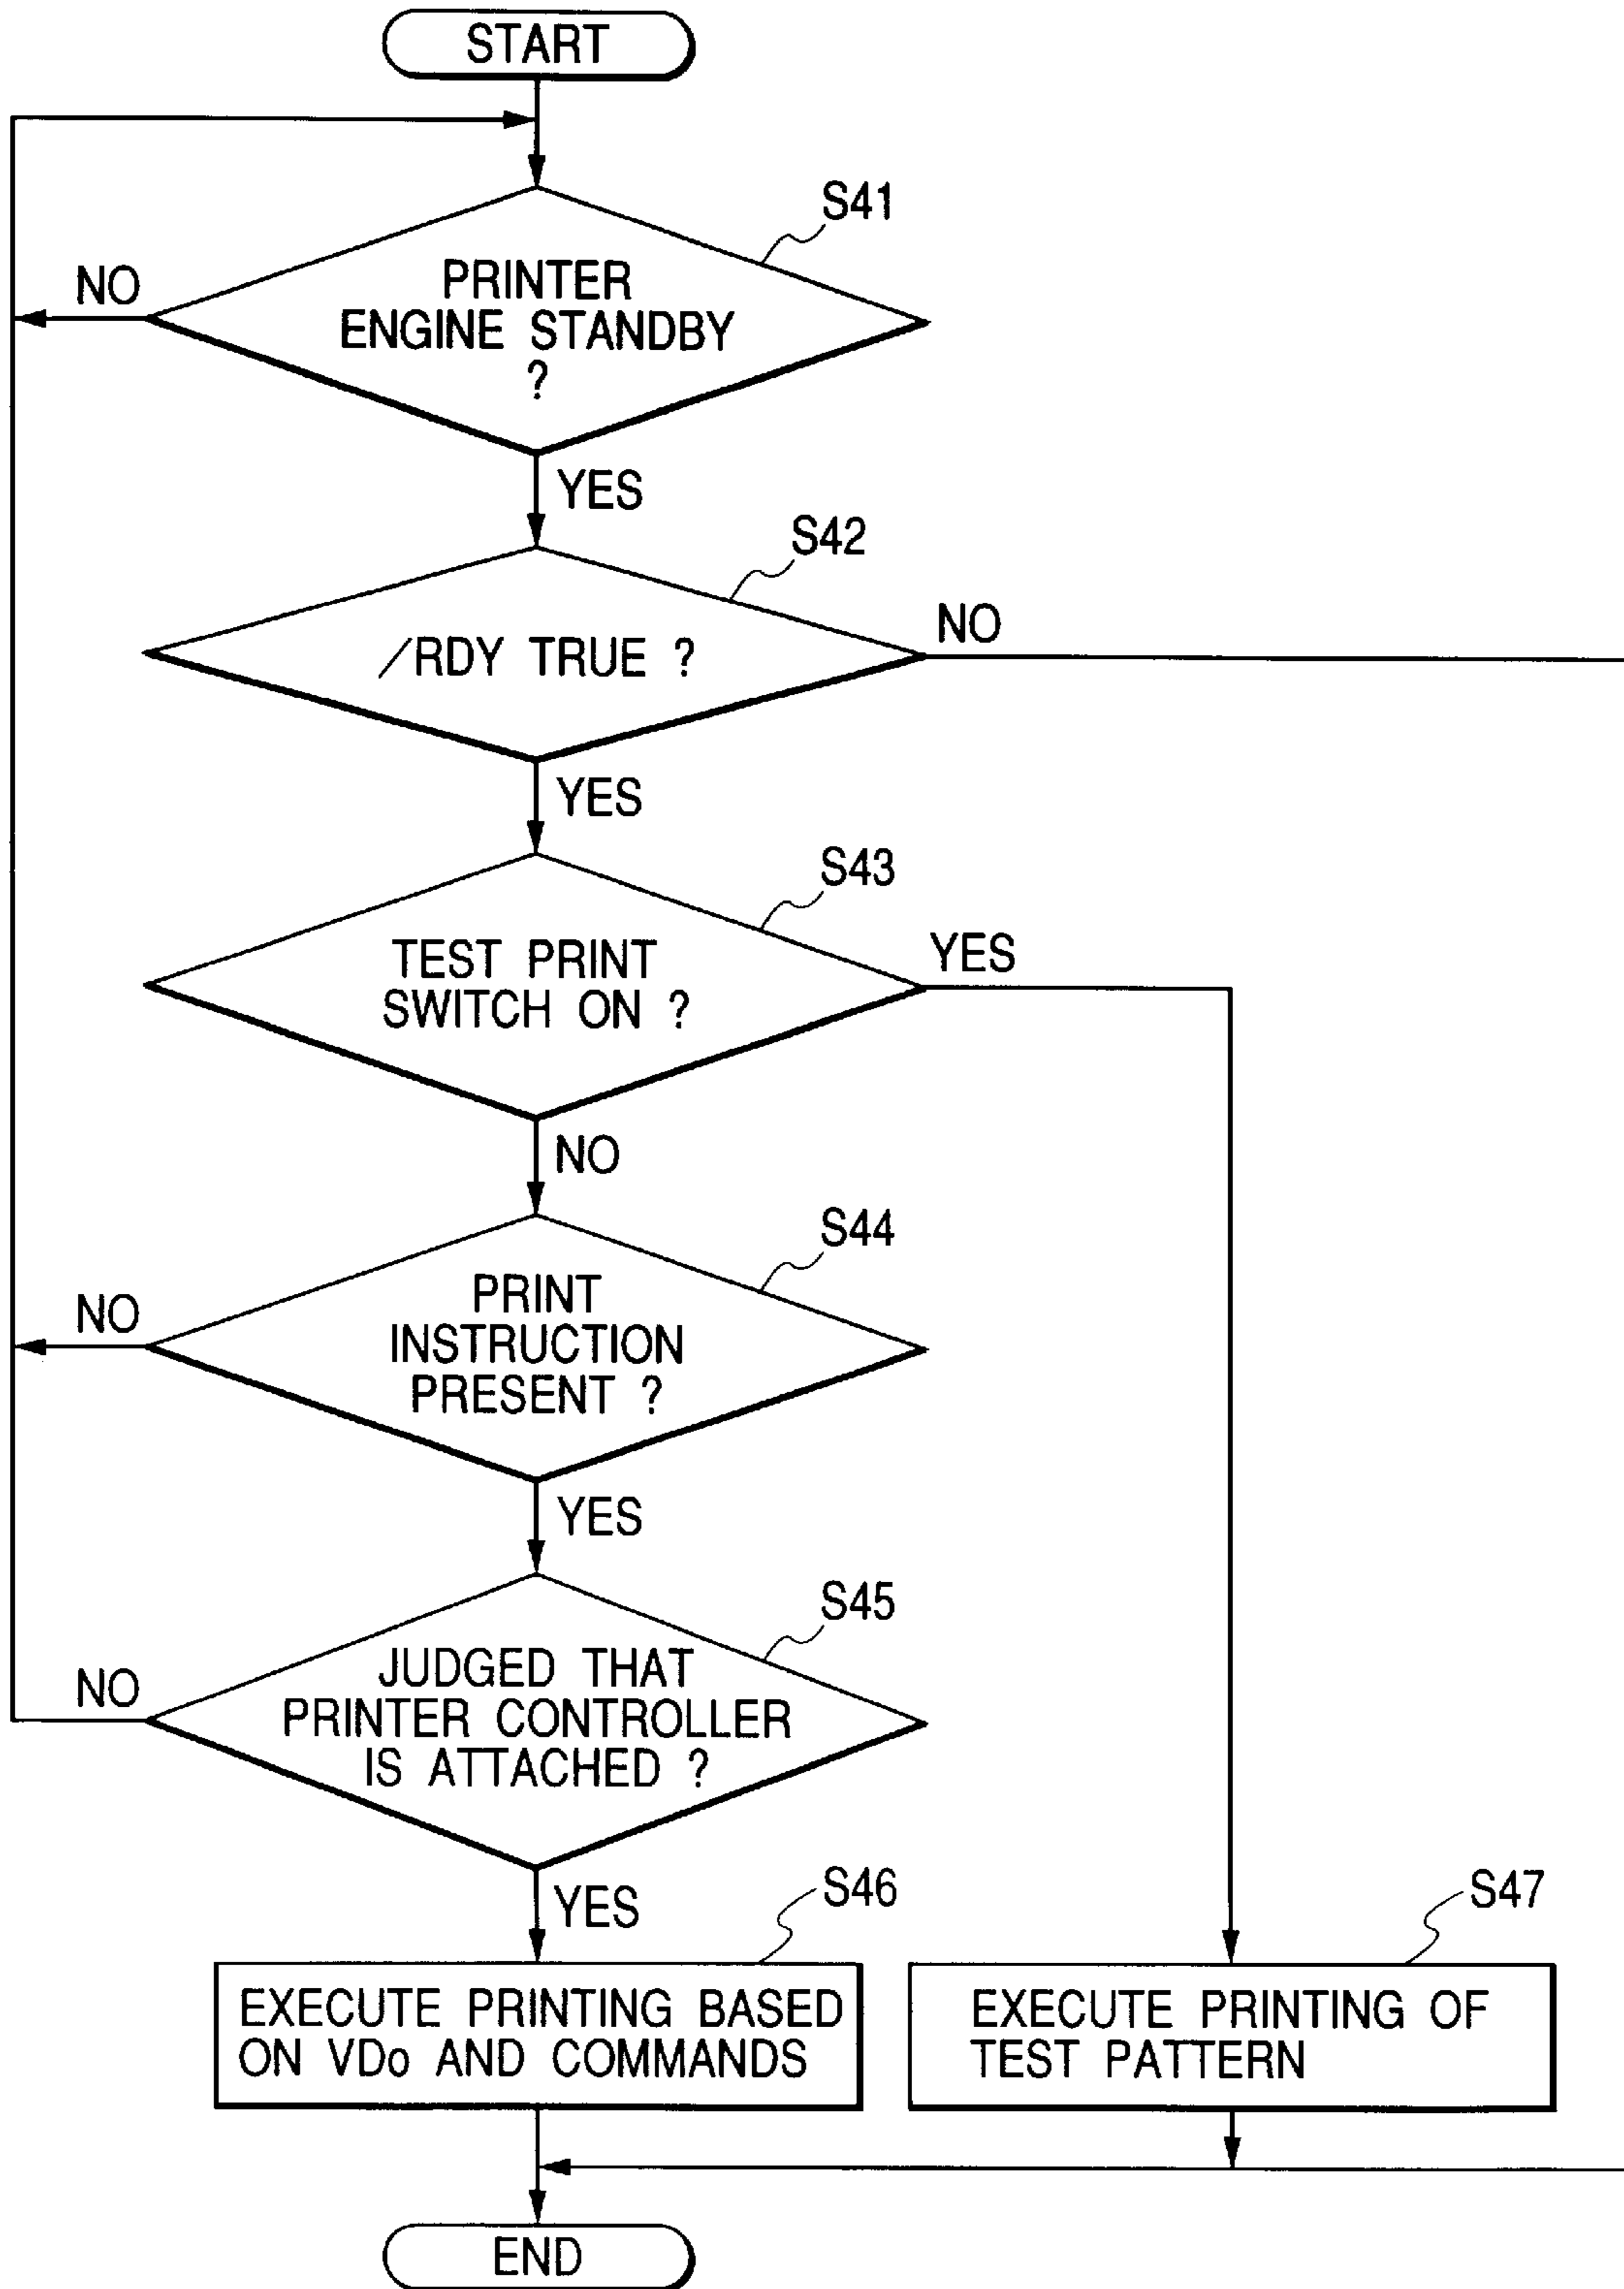 START
S41
NO
PRINTER
ENGINE STANDBY
?
YES
S42
/RDY TRUE ?
NO
YES
S43
TEST PRINT
SWITCH ON ?
YES
NO
S44
NO
PRINT
INSTRUCTION
PRESENT ?
YES
S45
NO
JUDGED THAT
PRINTER CONTROLLER
IS ATTACHED ?
YES
S46
S47
EXECUTE PRINTING BASED
ON VDo AND COMMANDS
EXECUTE PRINTING OF
TEST PATTERN
END